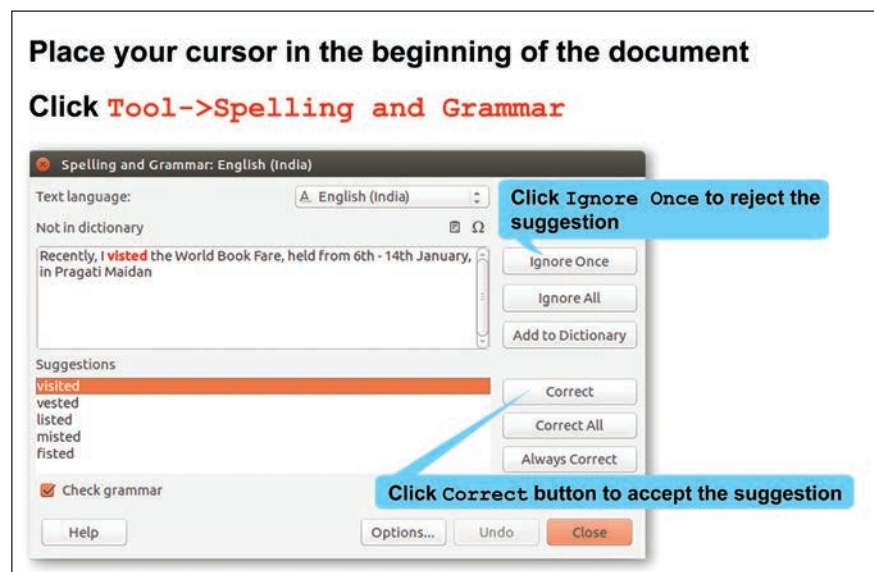 Place your cursor in the beginning of the document
Click Tool->Spelling and Grammar
Spelling and Grammar: English (India)
Text language:
English (India)
Click Ignore Once to reject the
suggestion
Not in dictionary
Recently, I visted the World Book Fare, held from 6th - 14th January,
in Pragati Maidan
Ignore Once
Ignore All
Add to Dictionary
Suggestions
visited
vested
listed
misted
fisted
Correct
Correct All
Always Correct
Check grammar
Click Correct button to accept the suggestion
Help
Options...
Undo
Close